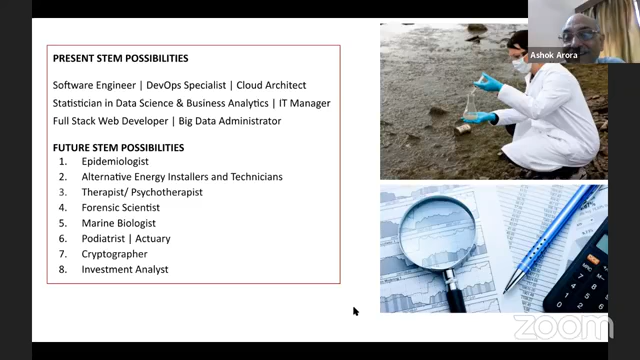 Ashok Arora
PRESENT STEM POSSIBILITIES
Software Engineer | DevOps Specialist | Cloud Architect
Statistician in Data Science & Business Analytics | IT Manager
Full Stack Web Developer | Big Data Administrator
FUTURE STEM POSSIBILITIES
1. Epidemiologist
2. Alternative Energy Installers and Technicians
3. Therapist/ Psychotherapist
4. Forensic Scientist
5. Marine Biologist
6. Podiatrist | Actuary
7. Cryptographer
8. Investment Analyst
zoom